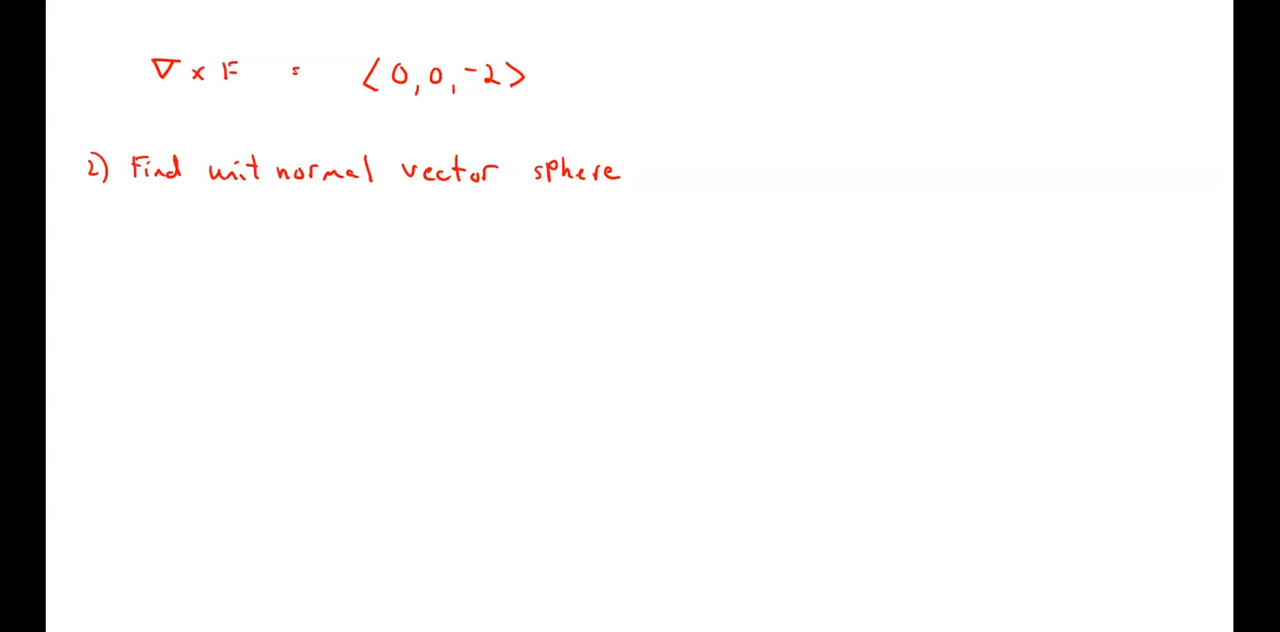 ∇ × F = ⟨0, 0, -2⟩
2) Find unit normal vector sphere